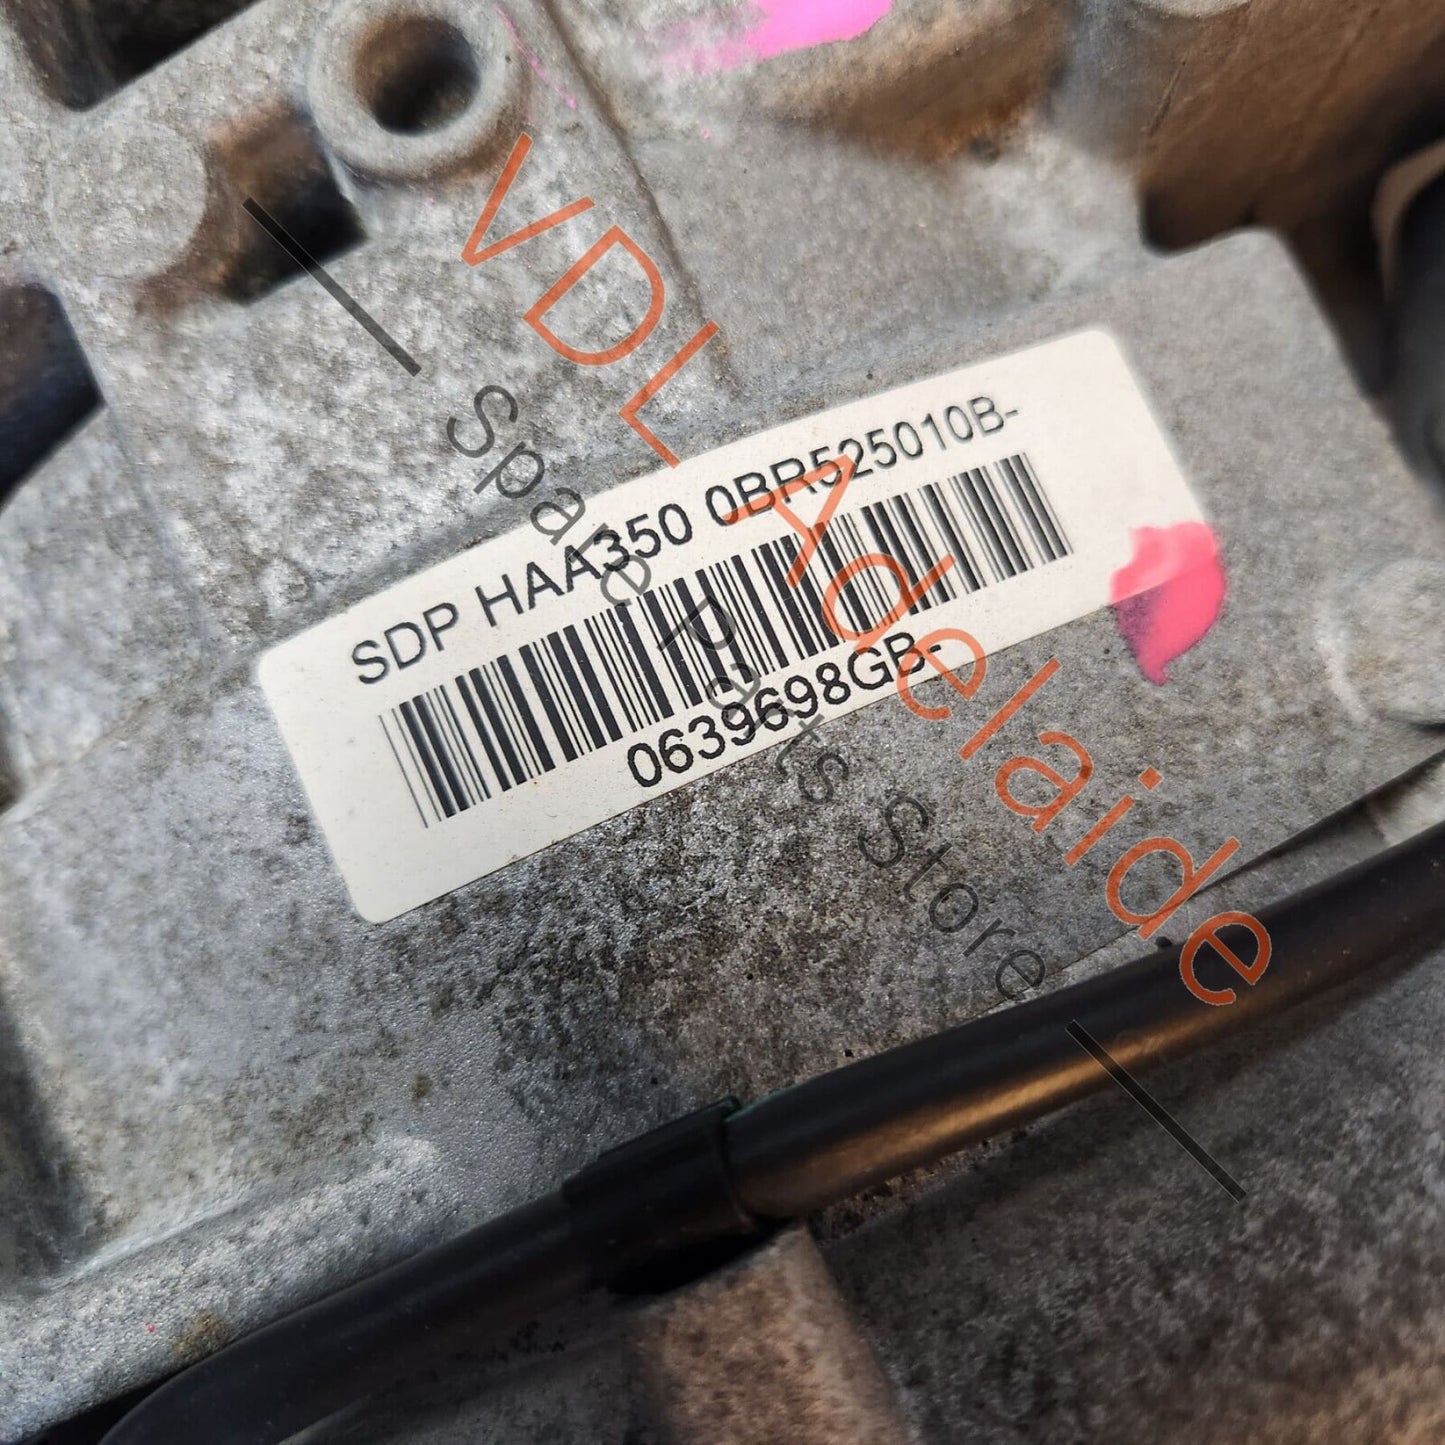 SDP HAA350 0BR525010B-
0639698GB-
VDL Adelaide
Spare Parts Store